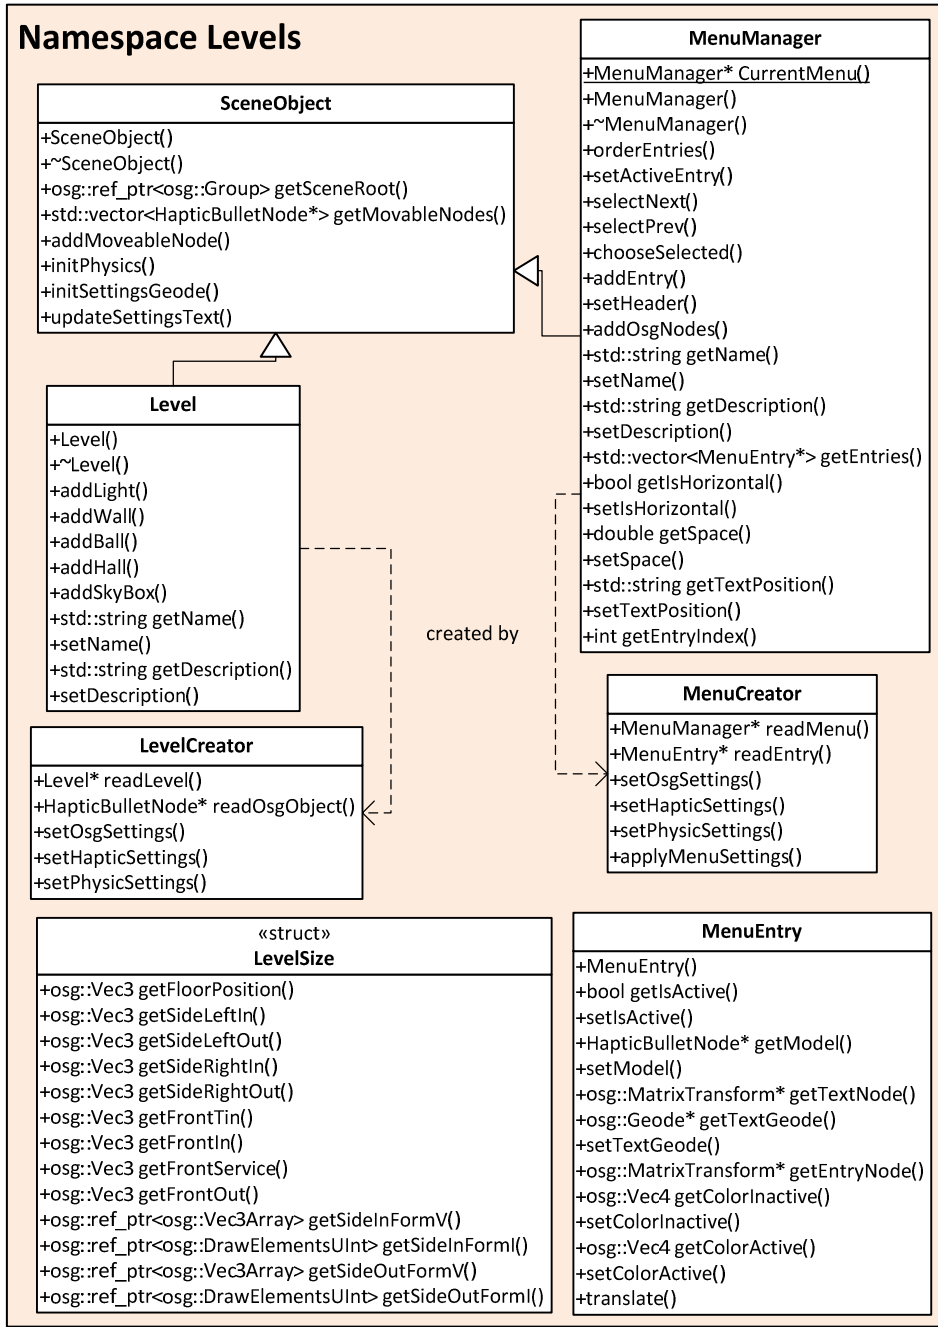 Namespace Levels
SceneObject
+SceneObject()
+~SceneObject()
+osg::ref_ptr<osg::Group> getSceneRoot()
+std::vector<HapticBulletNode*> getMovableNodes()
+addMoveableNode()
+initPhysics()
+initSettingsGeode()
+updateSettingsText()
MenuManager
+MenuManager* CurrentMenu()
+MenuManager()
+~MenuManager()
+orderEntries()
+setActiveEntry()
+selectNext()
+selectPrev()
+chooseSelected()
+addEntry()
+setHeader()
+addOsgNodes()
+std::string getName()
+setName()
+std::string getDescription()
+setDescription()
+std::vector<MenuEntry*> getEntries()
+bool getIsHorizontal()
+setIsHorizontal()
+double getSpace()
+setSpace()
+std::string getTextPosition()
+setTextPosition()
+int getEntryIndex()
Level
+Level()
+~Level()
+addLight()
+addWall()
+addBall()
+addHall()
+addSkyBox()
+std::string getName()
+setName()
+std::string getDescription()
+setDescription()
created by
LevelCreator
+Level* readLevel()
+HapticBulletNode* readOsgObject()
+setOsgSettings()
+setHapticSettings()
+setPhysicSettings()
MenuCreator
+MenuManager* readMenu()
+MenuEntry* readEntry()
+setOsgSettings()
+setHapticSettings()
+setPhysicSettings()
+applyMenuSettings()
«struct»
LevelSize
+osg::Vec3 getFloorPosition()
+osg::Vec3 getSideLeftIn()
+osg::Vec3 getSideLeftOut()
+osg::Vec3 getSideRightIn()
+osg::Vec3 getSideRightOut()
+osg::Vec3 getFrontTin()
+osg::Vec3 getFrontIn()
+osg::Vec3 getFrontService()
+osg::Vec3 getFrontOut()
+osg::ref_ptr<osg::Vec3Array> getSideInFormV()
+osg::ref_ptr<osg::DrawElementsUInt> getSideInFormI()
+osg::ref_ptr<osg::Vec3Array> getSideOutFormV()
+osg::ref_ptr<osg::DrawElementsUInt> getSideOutFormI()
MenuEntry
+MenuEntry()
+bool getIsActive()
+setIsActive()
+HapticBulletNode* getModel()
+setModel()
+osg::MatrixTransform* getTextNode()
+osg::Geode* getTextGeode()
+setTextGeode()
+osg::MatrixTransform* getEntryNode()
+osg::Vec4 getColorInactive()
+setColorInactive()
+osg::Vec4 getColorActive()
+setColorActive()
+translate()